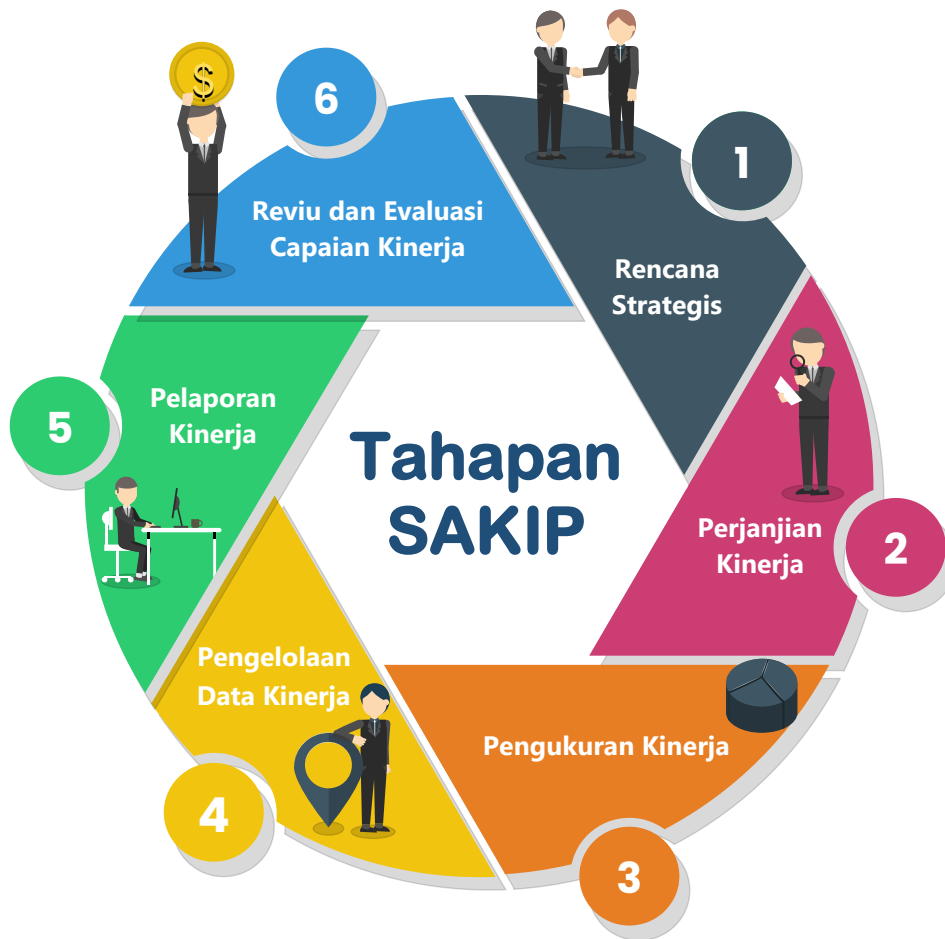 Tahapan
SAKIP
1
Rencana
Strategis
2
Perjanjian
Kinerja
3
Pengukuran Kinerja
4
Pengelolaan
Data Kinerja
5
Pelaporan
Kinerja
6
Reviu dan Evaluasi
Capaian Kinerja
$